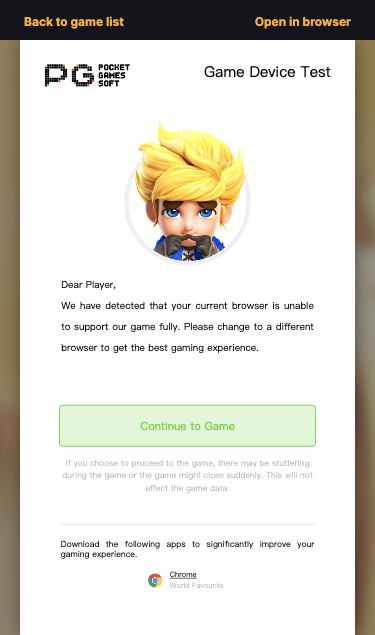 Back to game list
Open in browser
PG POCKET GAMES SOFT
Game Device Test
Dear Player,
We have detected that your current browser is unable
to support our game fully. Please change to a different
browser to get the best gaming experience.
Continue to Game
If you choose to proceed to the game, there may be stuttering
during the game or the game might close suddenly. This will not
affect the game data.
Download the following apps to significantly improve your
gaming experience.
Chrome
World Favourite